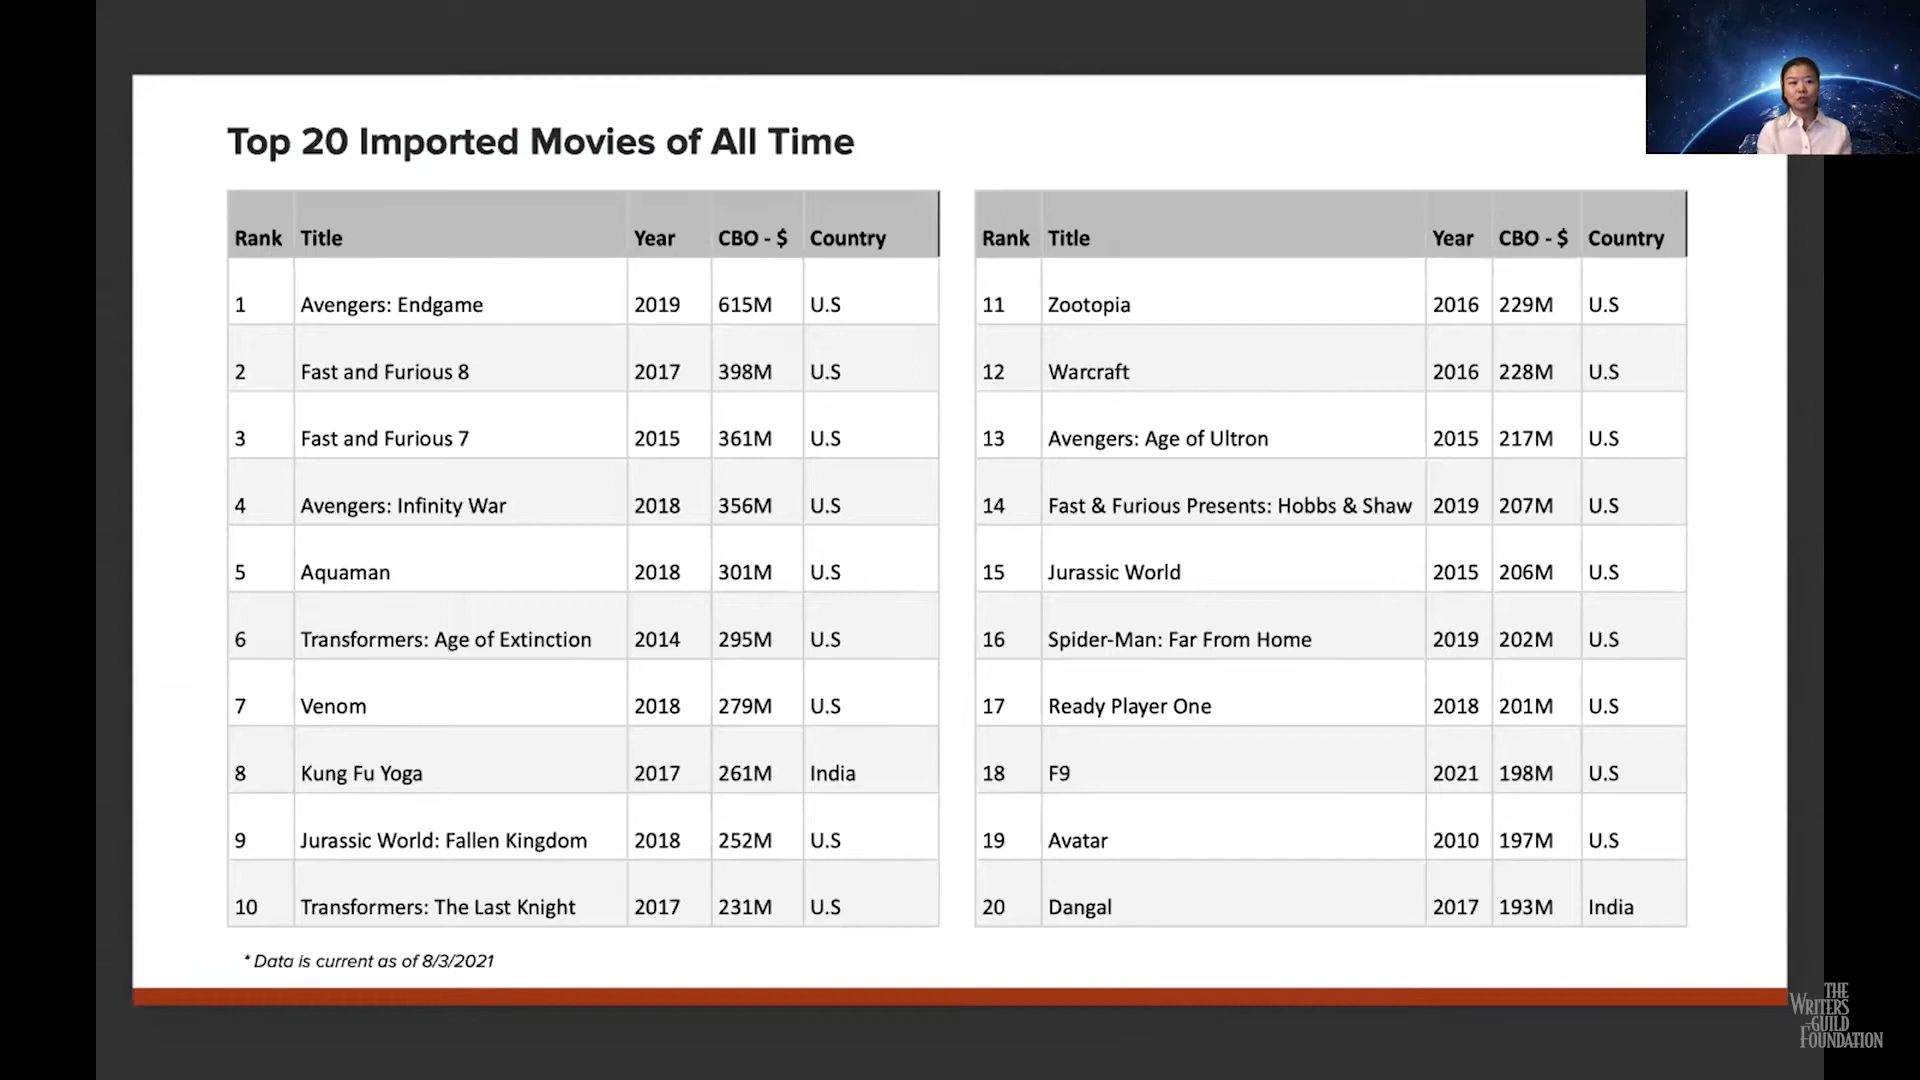 Top 20 Imported Movies of All Time
Rank Title Year CBO - $ Country
1 Avengers: Endgame 2019 615M U.S
2 Fast and Furious 8 2017 398M U.S
3 Fast and Furious 7 2015 361M U.S
4 Avengers: Infinity War 2018 356M U.S
5 Aquaman 2018 301M U.S
6 Transformers: Age of Extinction 2014 295M U.S
7 Venom 2018 279M U.S
8 Kung Fu Yoga 2017 261M India
9 Jurassic World: Fallen Kingdom 2018 252M U.S
10 Transformers: The Last Knight 2017 231M U.S
Rank Title Year CBO - $ Country
11 Zootopia 2016 229M U.S
12 Warcraft 2016 228M U.S
13 Avengers: Age of Ultron 2015 217M U.S
14 Fast & Furious Presents: Hobbs & Shaw 2019 207M U.S
15 Jurassic World 2015 206M U.S
16 Spider-Man: Far From Home 2019 202M U.S
17 Ready Player One 2018 201M U.S
18 F9 2021 198M U.S
19 Avatar 2010 197M U.S
20 Dangal 2017 193M India
* Data is current as of 8/3/2021
THE
WRITERS
GUILD
FOUNDATION